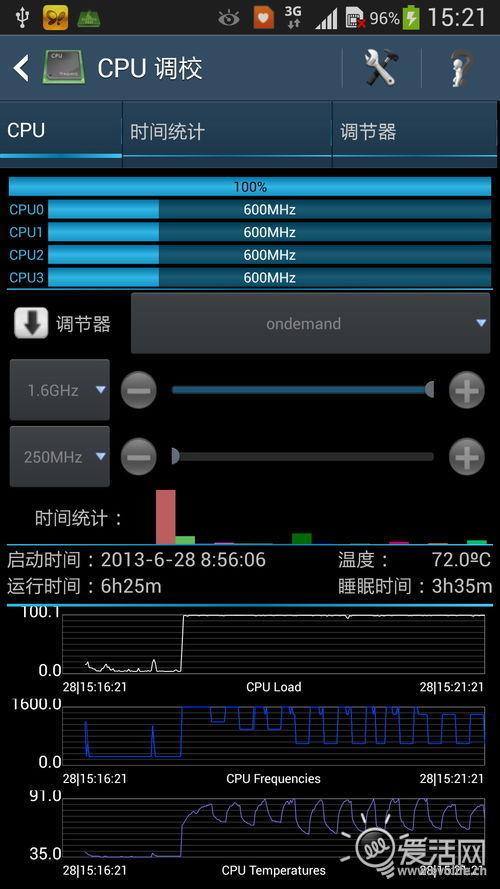 3G 96% 15:21
CPU 调校
CPU 时间统计 调节器
100%
CPU0 600MHz
CPU1 600MHz
CPU2 600MHz
CPU3 600MHz
调节器 ondemand
1.6GHz
250MHz
时间统计：
启动时间：2013-6-28 8:56:06 温度： 72.0ºC
运行时间：6h25m 睡眠时间：3h35m
100.1
0.0
28|15:16:21 CPU Load 28|15:21:21
1600.0
0.0
28|15:16:21 CPU Frequencies 28|15:21:21
91.0
35.0
28|15:16:21 CPU Temperatures
爱活网